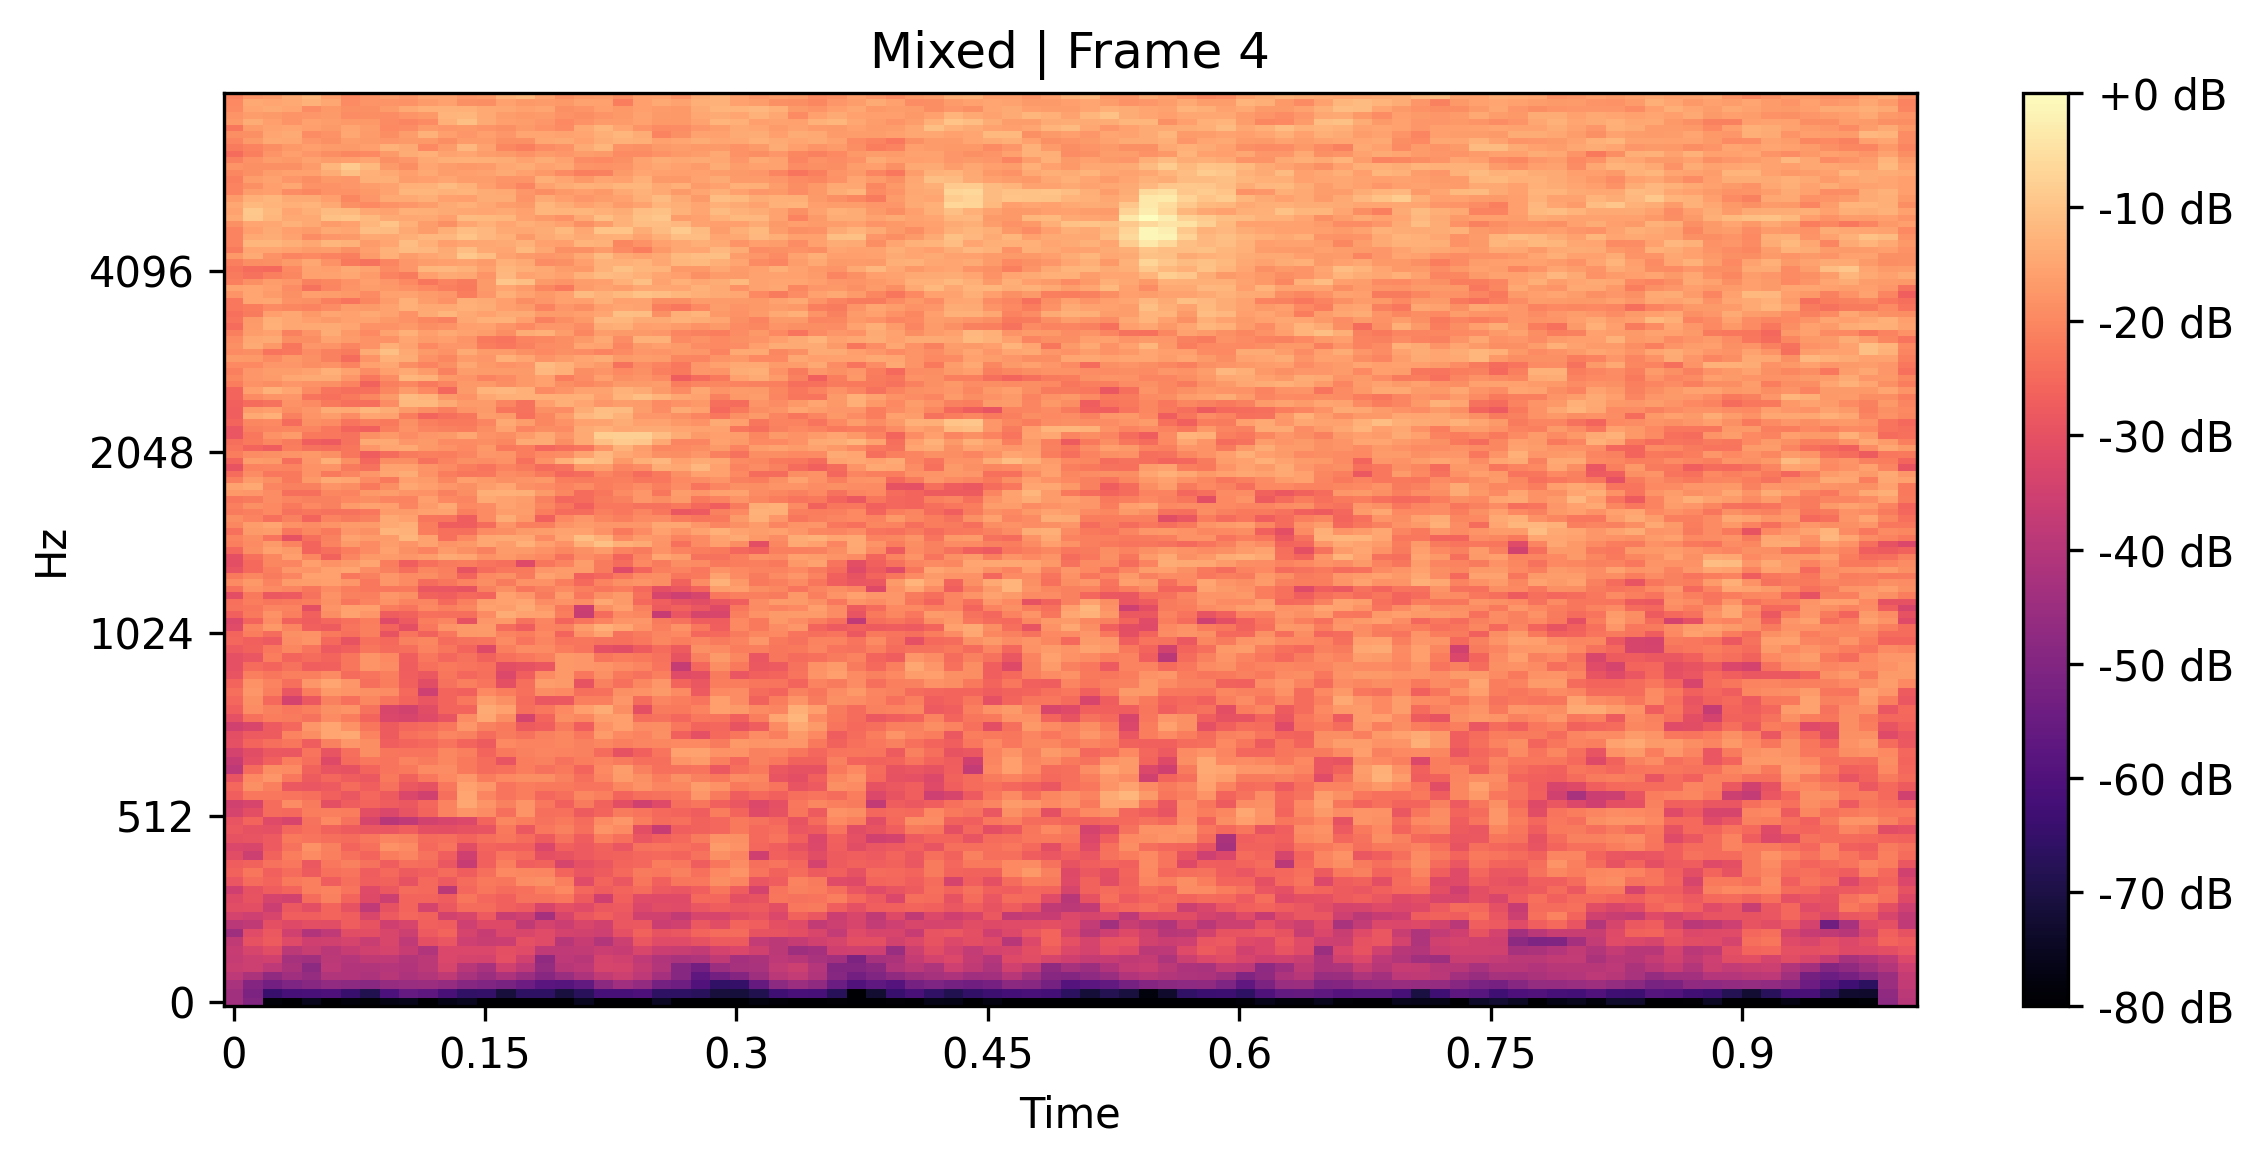 Mixed | Frame 4
Hz
4096
2048
1024
512
0
0 0.15 0.3 0.45 0.6 0.75 0.9
Time
+0 dB
-10 dB
-20 dB
-30 dB
-40 dB
-50 dB
-60 dB
-70 dB
-80 dB